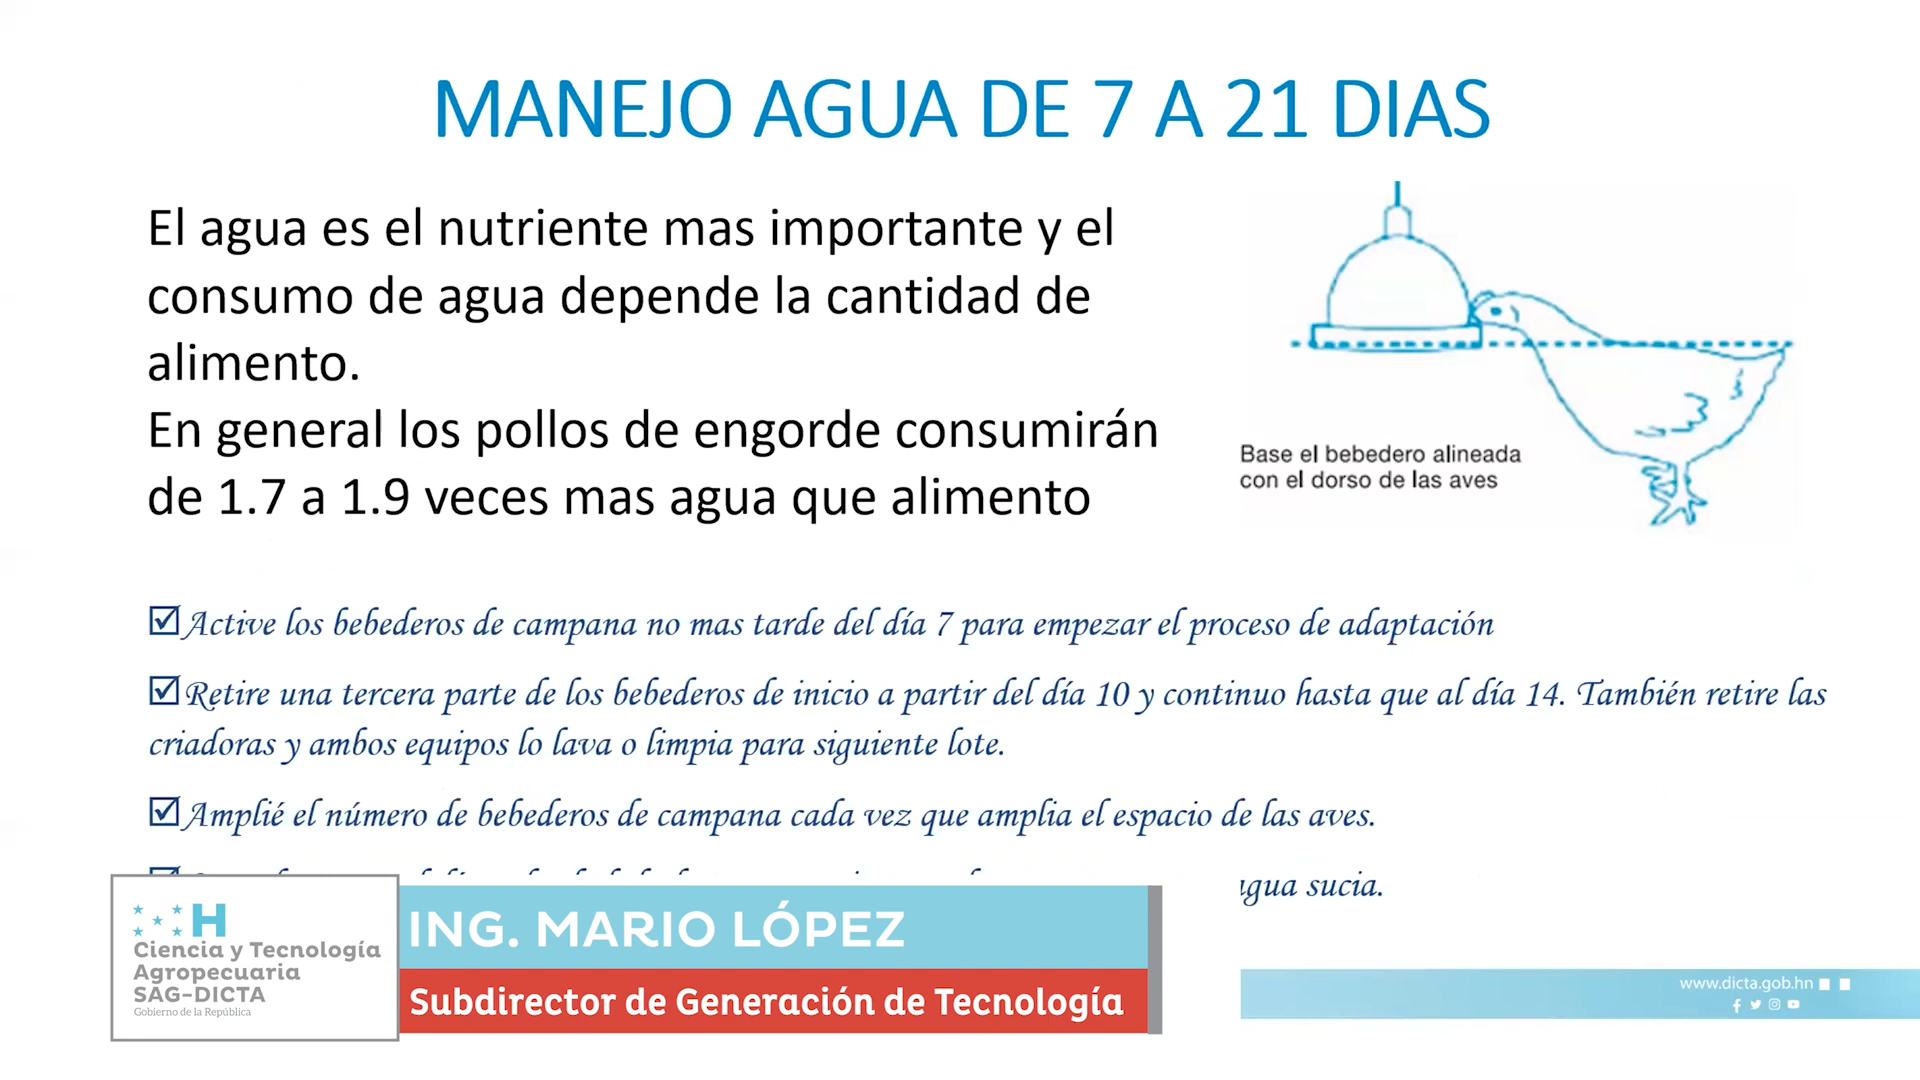 MANEJO AGUA DE 7 A 21 DIAS
El agua es el nutriente mas importante y el
consumo de agua depende la cantidad de
alimento.
En general los pollos de engorde consumirán
de 1.7 a 1.9 veces mas agua que alimento
Base el bebedero alineada
con el dorso de las aves
Active los bebederos de campana no mas tarde del día 7 para empezar el proceso de adaptación
Retire una tercera parte de los bebederos de inicio a partir del día 10 y continuo hasta que al día 14. También retire las
criadoras y ambos equipos lo lava o limpia para siguiente lote.
Amplié el número de bebederos de campana cada vez que amplia el espacio de las aves.
agua sucia.
H
Ciencia y Tecnología
Agropecuaria
SAG-DICTA
Gobierno de la República
ING. MARIO LÓPEZ
Subdirector de Generación de Tecnología
www.dicta.gob.hn